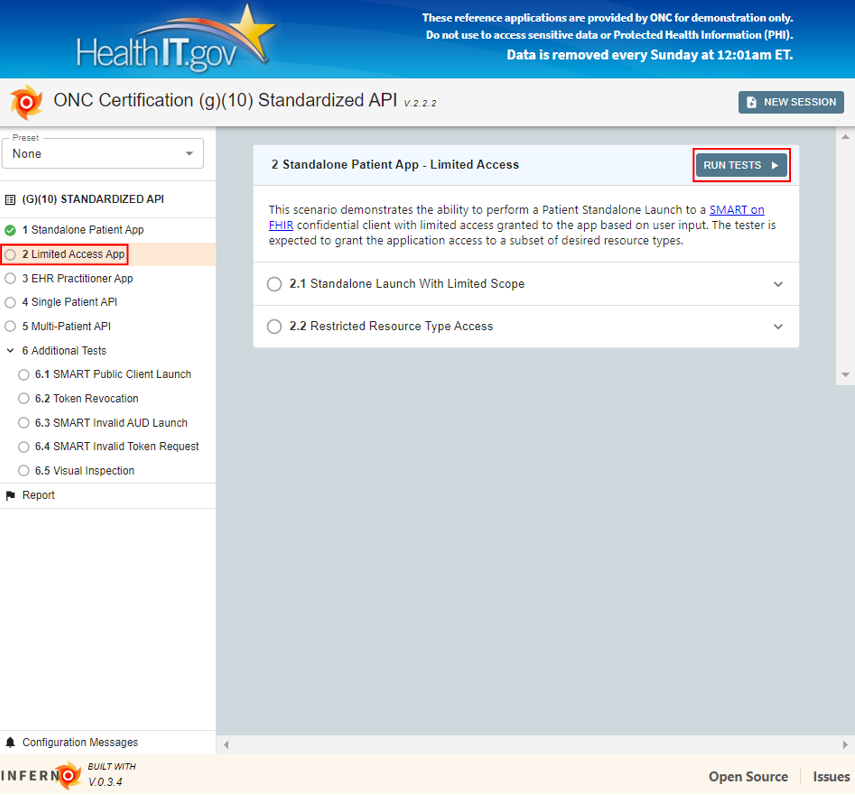 HealthIT.gov
These reference applications are provided by ONC for demonstration only.
Do not use to access sensitive data or Protected Health Information (PHI).
Data is removed every Sunday at 12:01am ET.
ONC Certification (g)(10) Standardized API V.2.2.2
NEW SESSION
Preset
None
(G)(10) STANDARDIZED API
1 Standalone Patient App
2 Limited Access App
3 EHR Practitioner App
4 Single Patient API
5 Multi-Patient API
6 Additional Tests
6.1 SMART Public Client Launch
6.2 Token Revocation
6.3 SMART Invalid AUD Launch
6.4 SMART Invalid Token Request
6.5 Visual Inspection
Report
2 Standalone Patient App - Limited Access
RUN TESTS
This scenario demonstrates the ability to perform a Patient Standalone Launch to a SMART on
FHIR confidential client with limited access granted to the app based on user input. The tester is
expected to grant the application access to a subset of desired resource types.
2.1 Standalone Launch With Limited Scope
2.2 Restricted Resource Type Access
Configuration Messages
INFERNO
BUILT WITH
V.0.3.4
Open Source
Issues